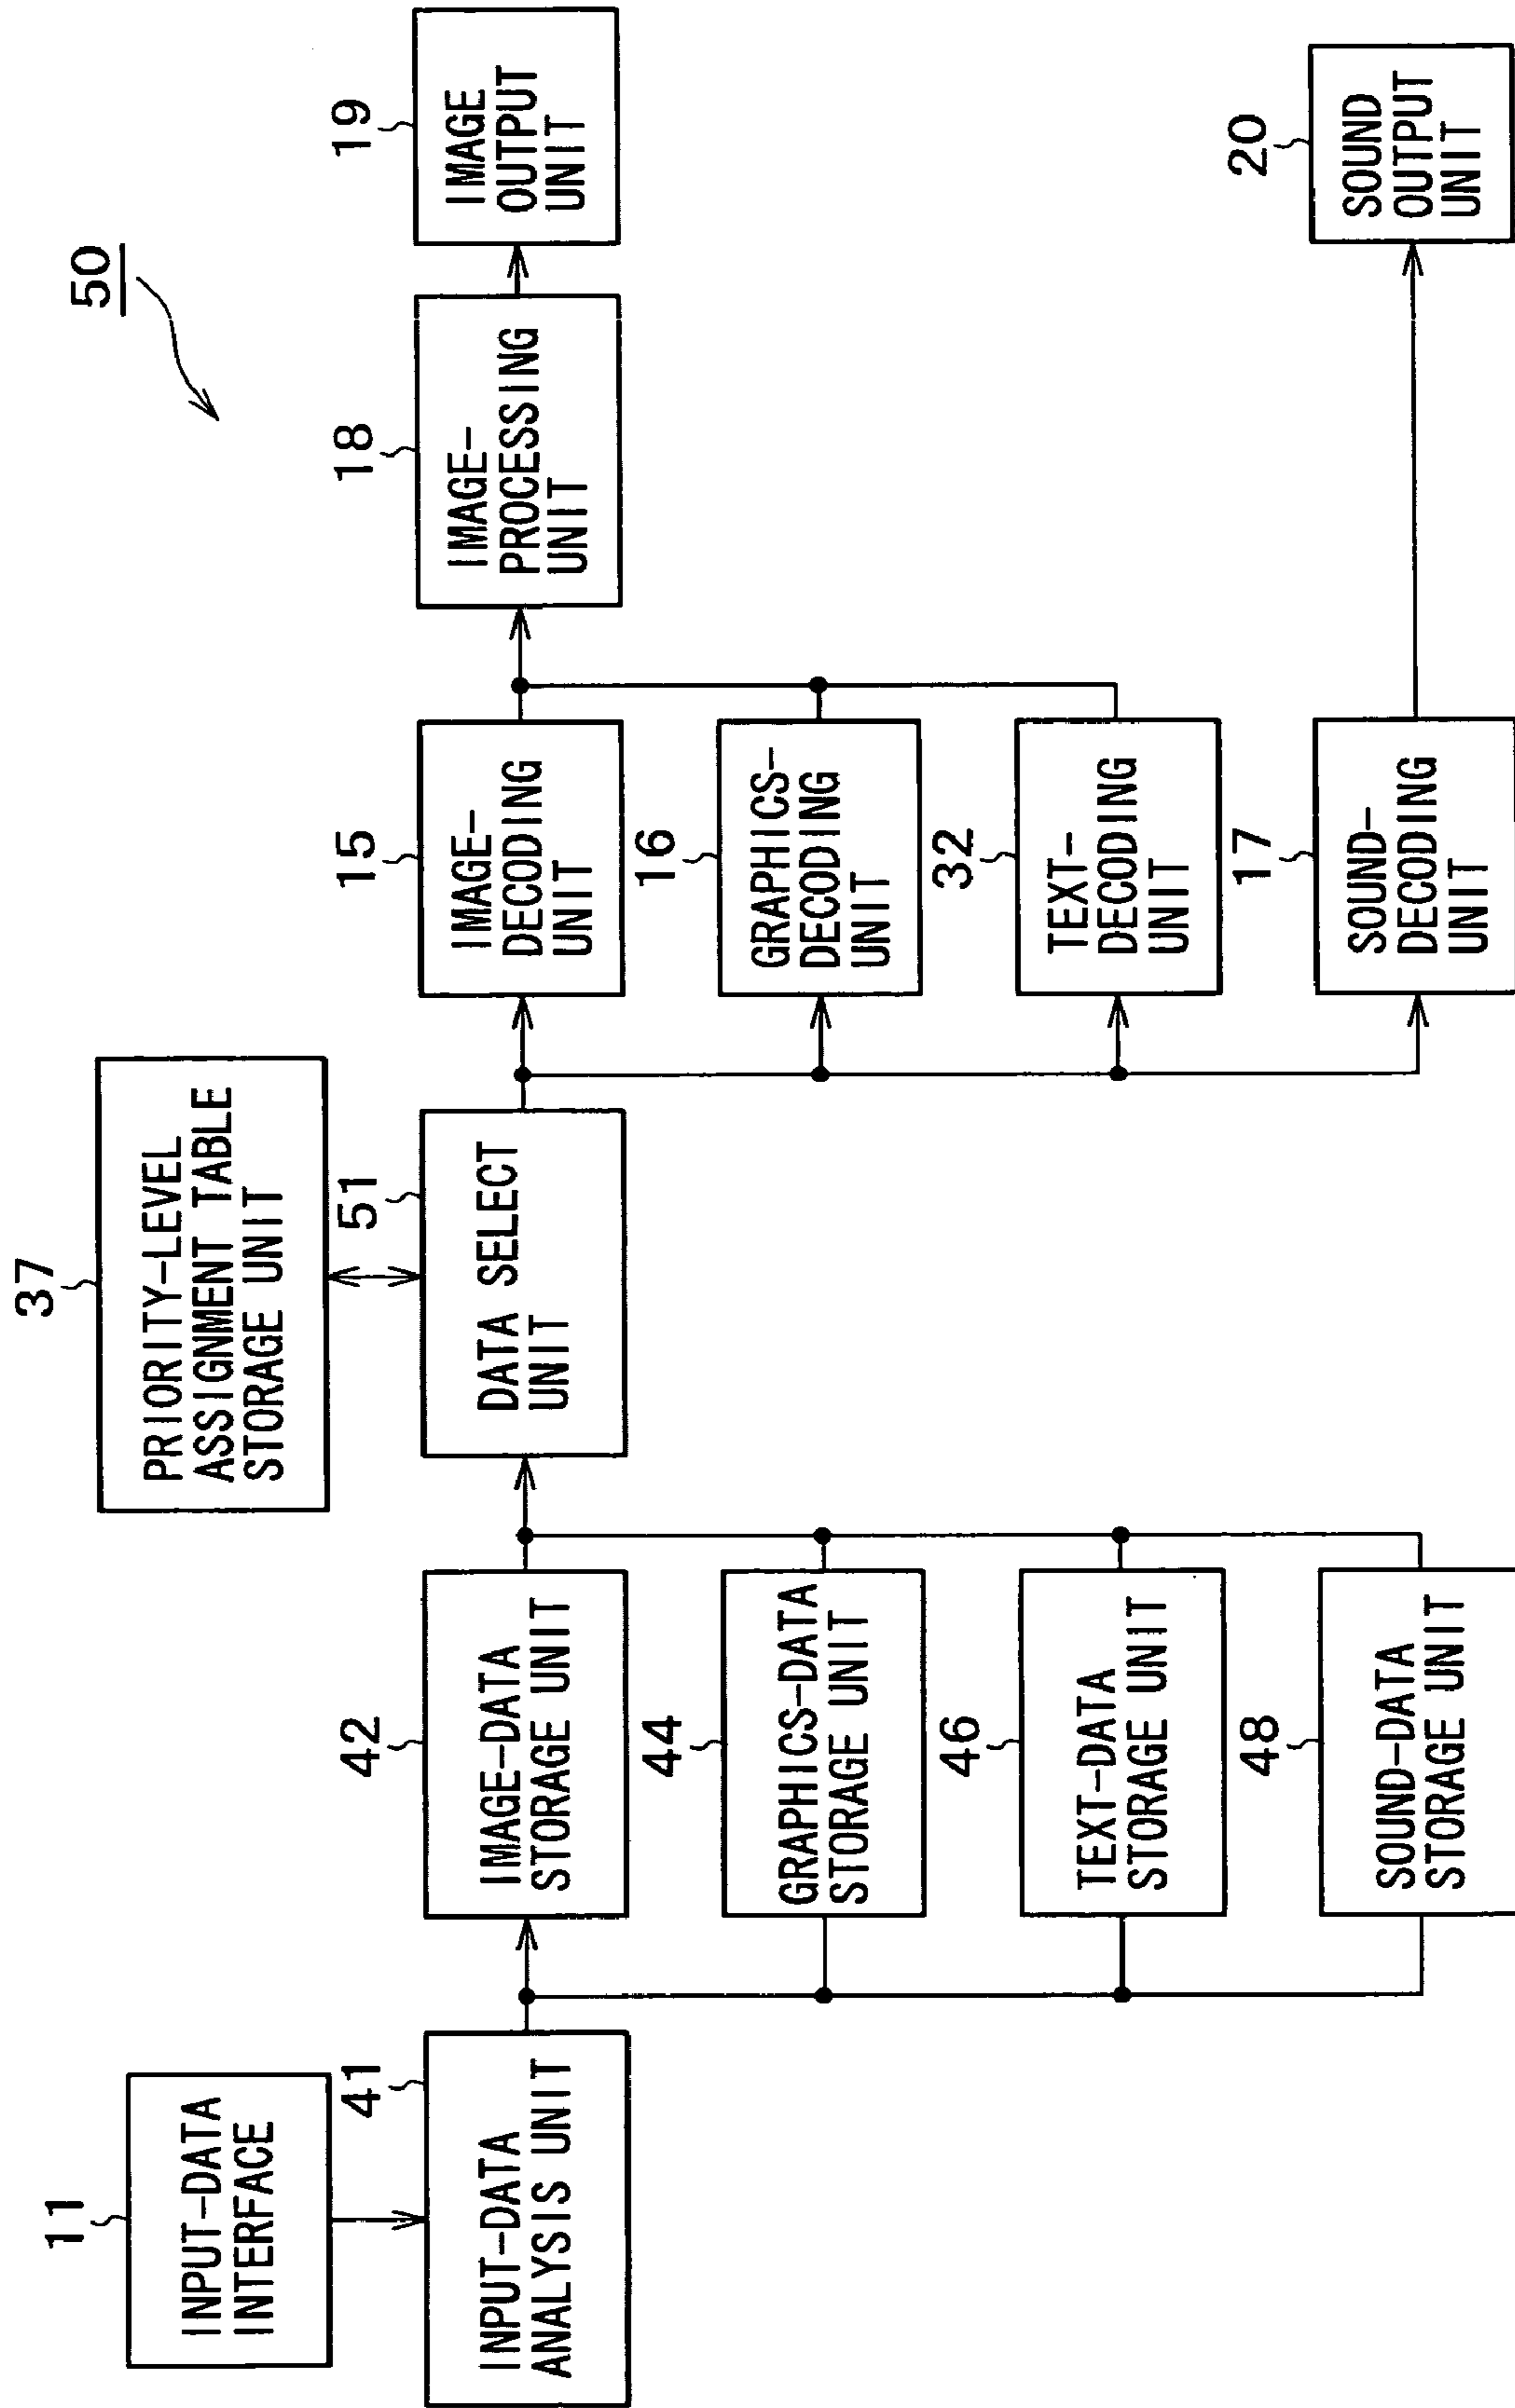 50
11
INPUT-DATA
INTERFACE
41
INPUT-DATA
ANALYSIS UNIT
42
IMAGE-DATA
STORAGE UNIT
44
GRAPHICS-DATA
STORAGE UNIT
46
TEXT-DATA
STORAGE UNIT
48
SOUND-DATA
STORAGE UNIT
37
PRIORITY-LEVEL
ASSIGNMENT TABLE
STORAGE UNIT
51
DATA SELECT
UNIT
15
IMAGE-
DECODING
UNIT
16
GRAPHICS-
DECODING
UNIT
32
TEXT-
DECODING
UNIT
17
SOUND-
DECODING
UNIT
18
IMAGE-
PROCESSING
UNIT
19
IMAGE
OUTPUT
UNIT
20
SOUND
OUTPUT
UNIT